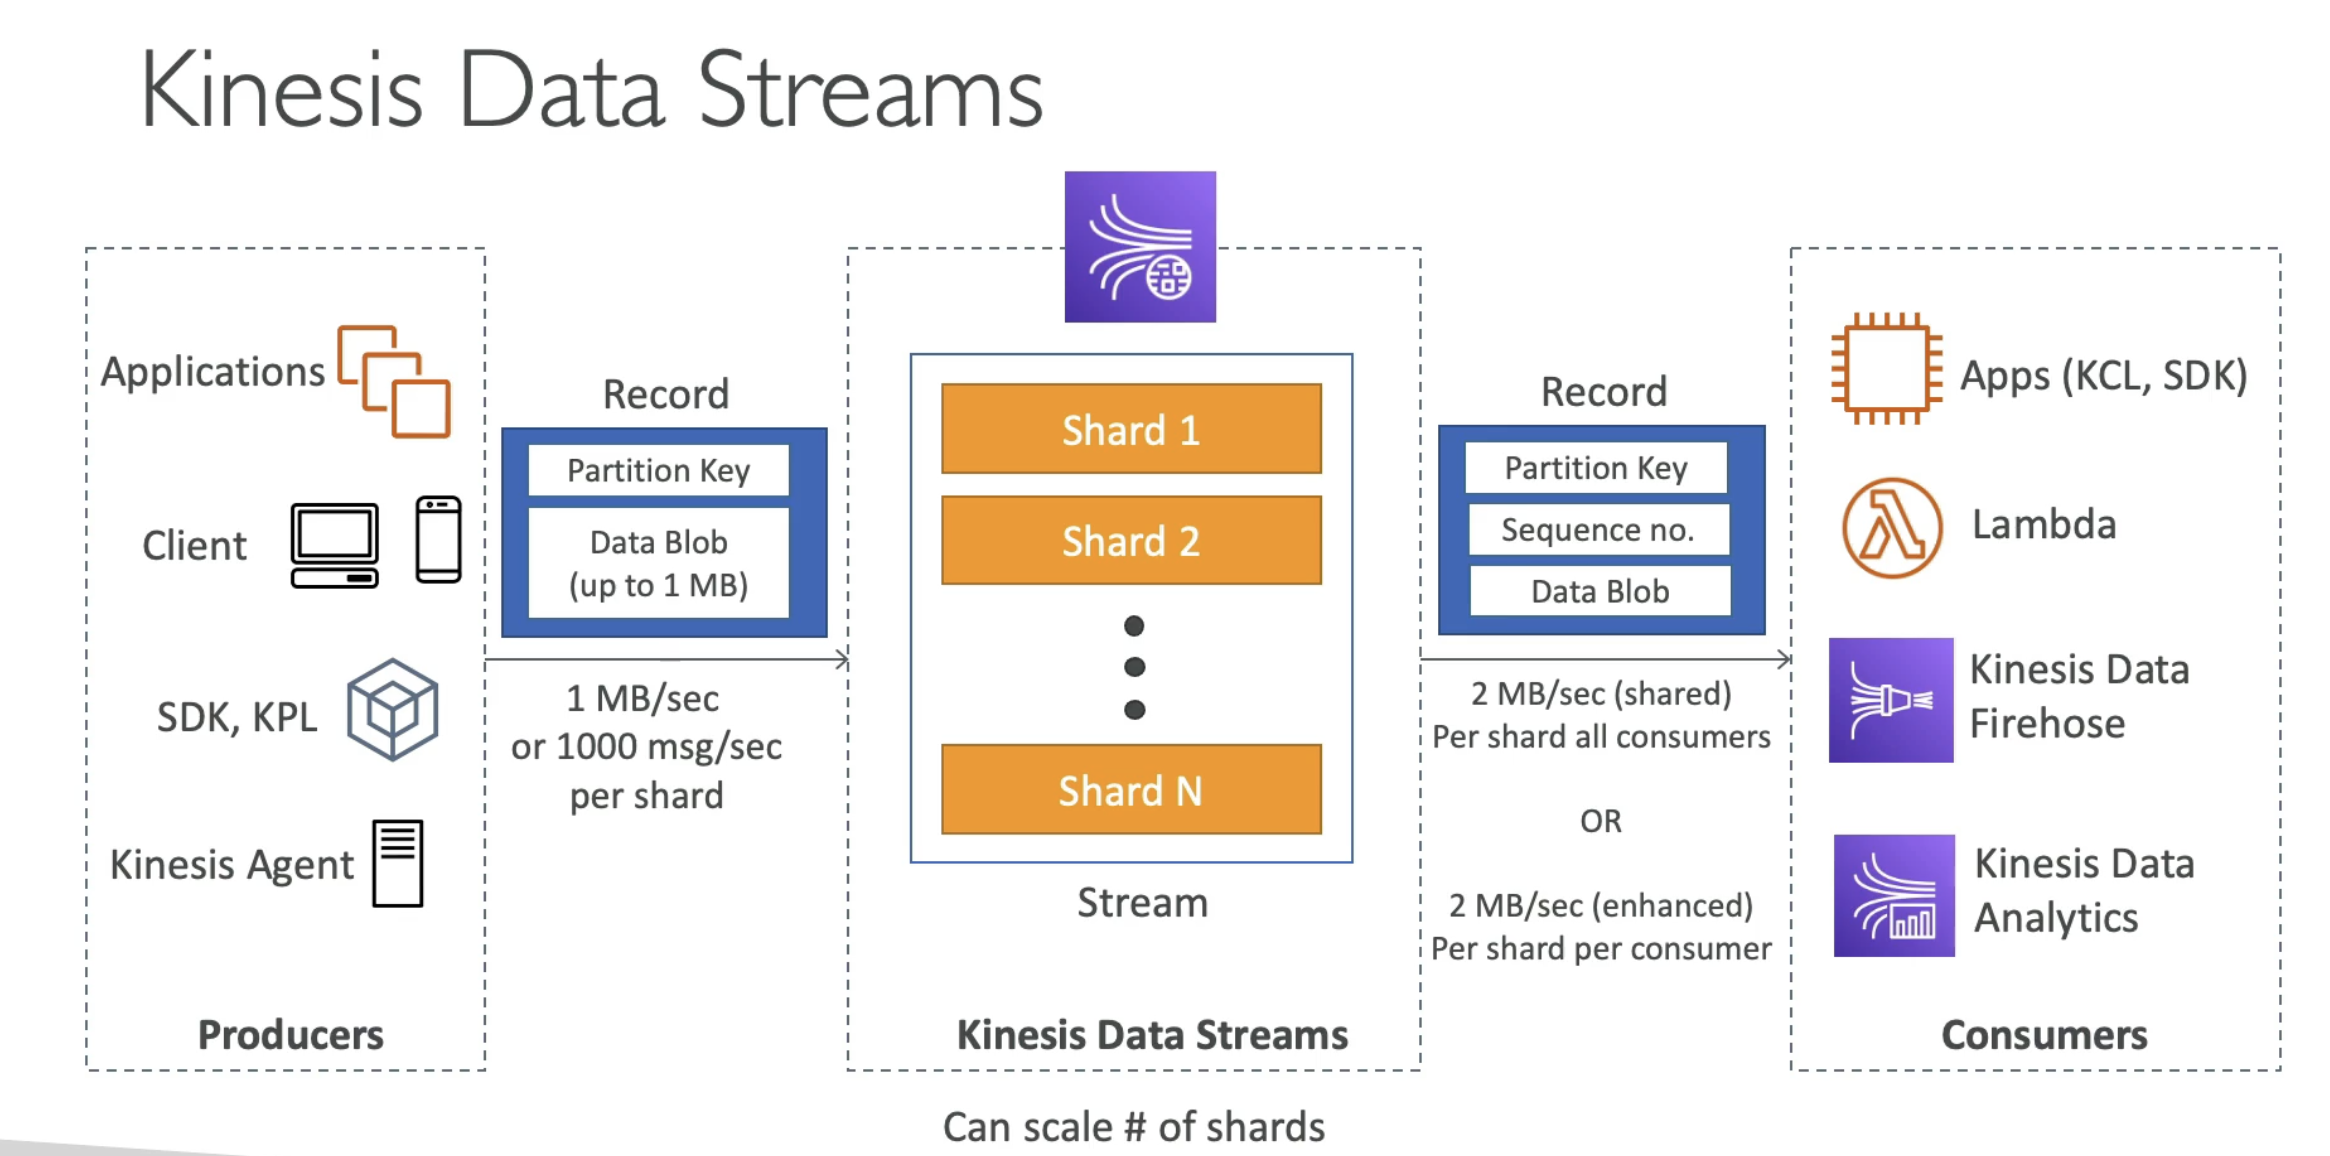 Kinesis Data Streams
Applications
Client
SDK, KPL
Kinesis Agent
Producers
Record
Partition Key
Data Blob
(up to 1 MB)
1 MB/sec
or 1000 msg/sec
per shard
Shard 1
Shard 2
Shard N
Stream
Kinesis Data Streams
Can scale # of shards
Record
Partition Key
Sequence no.
Data Blob
2 MB/sec (shared)
Per shard all consumers
OR
2 MB/sec (enhanced)
Per shard per consumer
Apps (KCL, SDK)
Lambda
Kinesis Data
Firehose
Kinesis Data
Analytics
Consumers